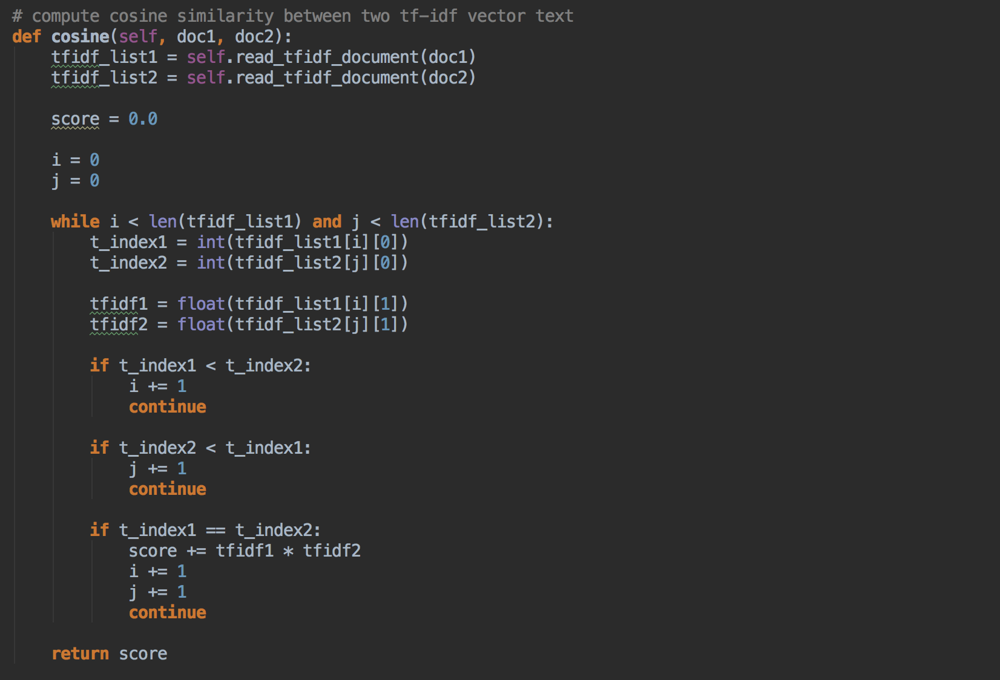 # compute cosine similarity between two tf-idf vector text
def cosine(self, doc1, doc2):
    tfidf_list1 = self.read_tfidf_document(doc1)
    tfidf_list2 = self.read_tfidf_document(doc2)

    score = 0.0

    i = 0
    j = 0

    while i < len(tfidf_list1) and j < len(tfidf_list2):
        t_index1 = int(tfidf_list1[i][0])
        t_index2 = int(tfidf_list2[j][0])

        tfidf1 = float(tfidf_list1[i][1])
        tfidf2 = float(tfidf_list2[j][1])

        if t_index1 < t_index2:
            i += 1
            continue

        if t_index2 < t_index1:
            j += 1
            continue

        if t_index1 == t_index2:
            score += tfidf1 * tfidf2
            i += 1
            j += 1
            continue

    return score